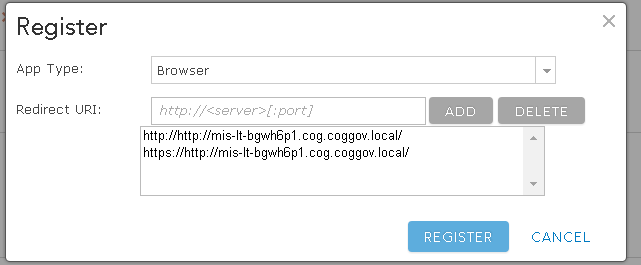 Register
App Type:
Browser
Redirect URI:
http://<server>[:port]
ADD
DELETE
http://http://mis-lt-bgwh6p1.cog.coggov.local/
https://http://mis-lt-bgwh6p1.cog.coggov.local/
REGISTER
CANCEL